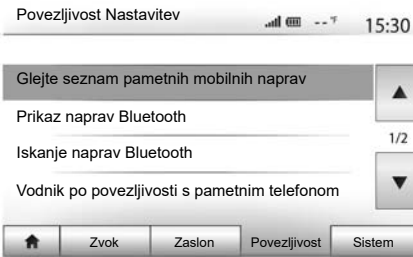 Povezljivost Nastavitev
-- °F 15:30
Glejte seznam pametnih mobilnih naprav
Prikaz naprav Bluetooth
1/2
Iskanje naprav Bluetooth
Vodnik po povezljivosti s pametnim telefonom
Zvok Zaslon Povezljivost Sistem